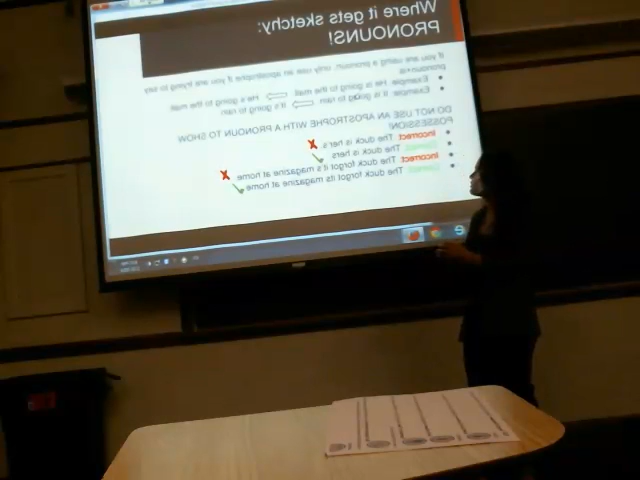 Where it gets sketchy:
PRONOUNS!
If you are using a pronoun, only use an apostrophe if you are trying to say
pronoun+is
Example: He is going to the mall He's going to the mall
Example: It is going to rain It's going to rain
DO NOT USE AN APOSTROPHE WITH A PRONOUN TO SHOW
POSSESSION!
Incorrect: The duck is her's
Correct: The duck is hers
Incorrect: The duck forgot it's magazine at home
Correct: The duck forgot its magazine at home